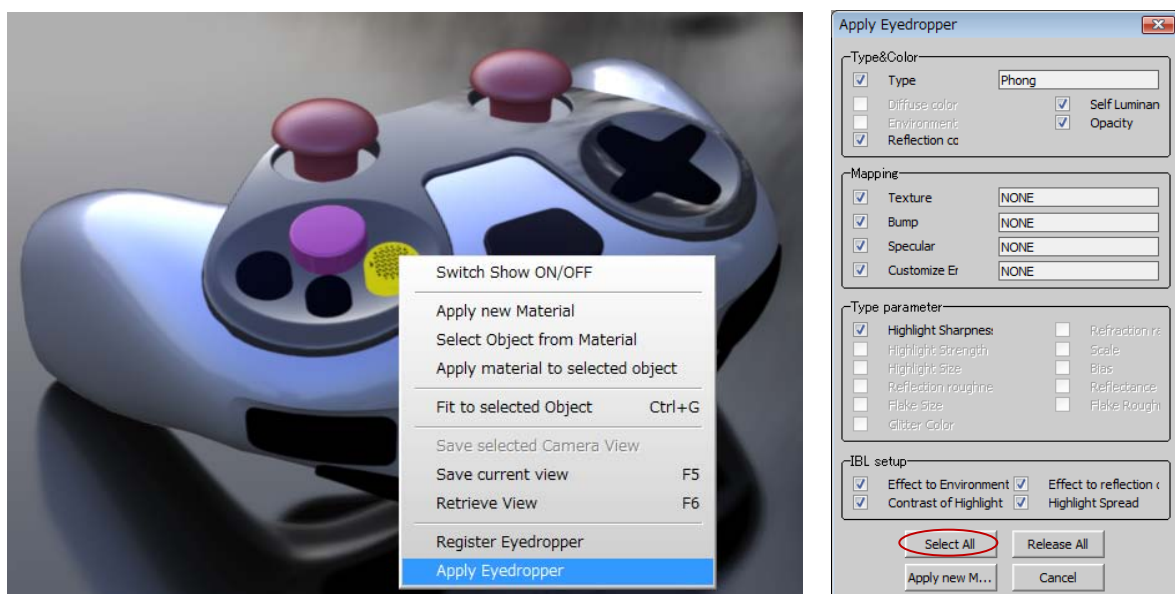 Switch Show ON/OFF
Apply new Material
Select Object from Material
Apply material to selected object
Fit to selected Object Ctrl+G
Save selected Camera View
Save current view F5
Retrieve View F6
Register Eyedropper
Apply Eyedropper
Apply Eyedropper
Type&Color
Type Phong
Diffuse color Self Luminan
Environment Opacity
Reflection co
Mapping
Texture NONE
Bump NONE
Specular NONE
Customize Er NONE
Type parameter
Highlight Sharpnes Refraction ra
Highlight Strength Scale
Highlight Size Bias
Reflection roughne Reflectance
Flake Size Flake Rough
Glitter Color
IBL setup
Effect to Environment Effect to reflection
Contrast of Highlight Highlight Spread
Select All Release All
Apply new M... Cancel